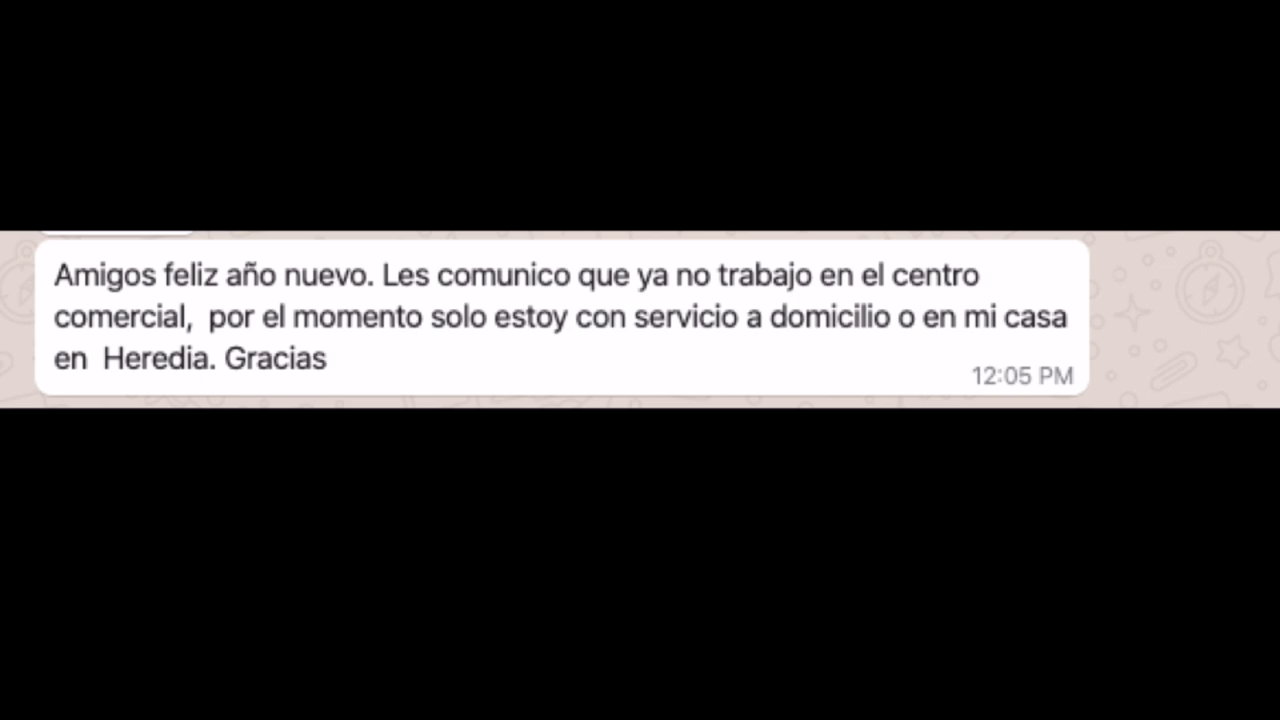 Amigos feliz año nuevo. Les comunico que ya no trabajo en el centro
comercial,  por el momento solo estoy con servicio a domicilio o en mi casa
en  Heredia. Gracias
12:05 PM